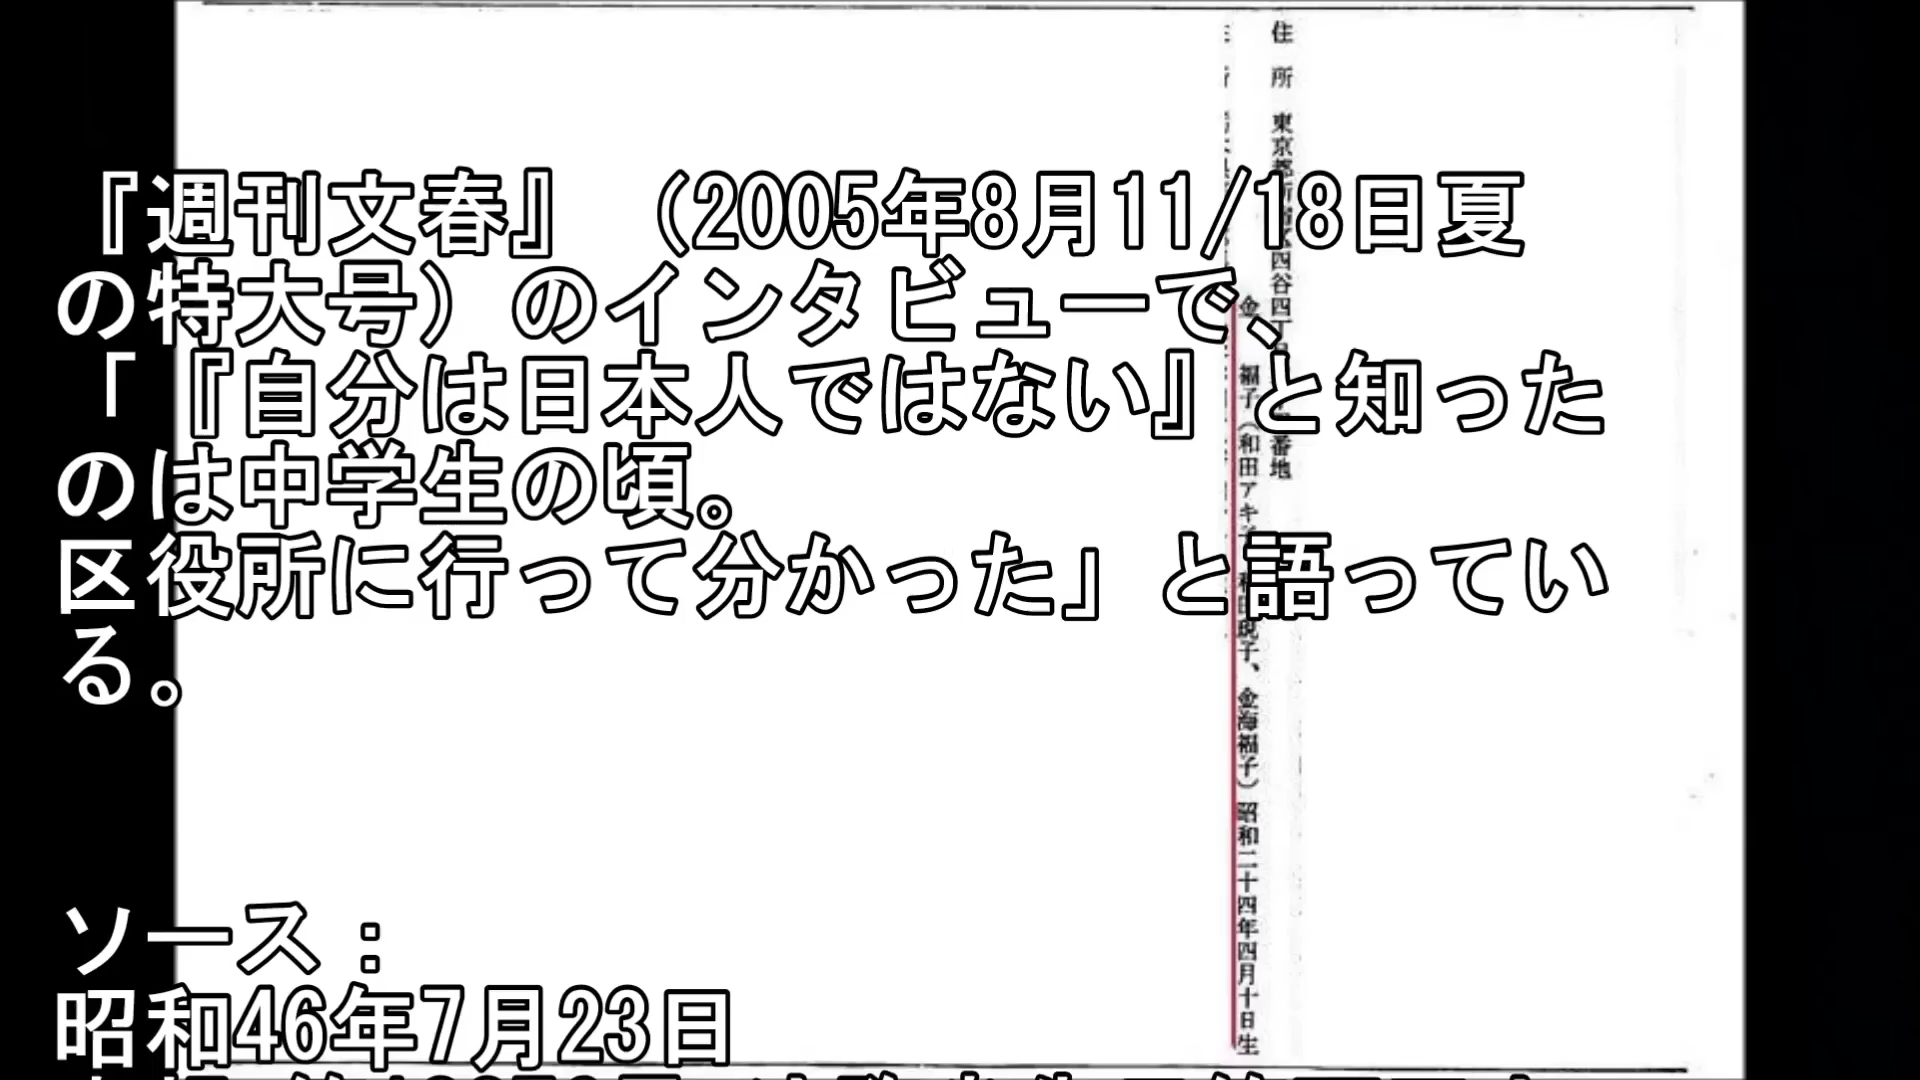 『週刊文春』（2005年8月11/18日夏
の特大号）のインタビューで、
「『自分は日本人ではない』と知った
のは中学生の頃。
区役所に行って分かった」と語ってい
る。
ソース：
昭和46年7月23日
住所 東京都新宿区四谷四丁目 番地
金 福子（和田アキ子 和田現子、金海福子）昭和二十四年四月十日生